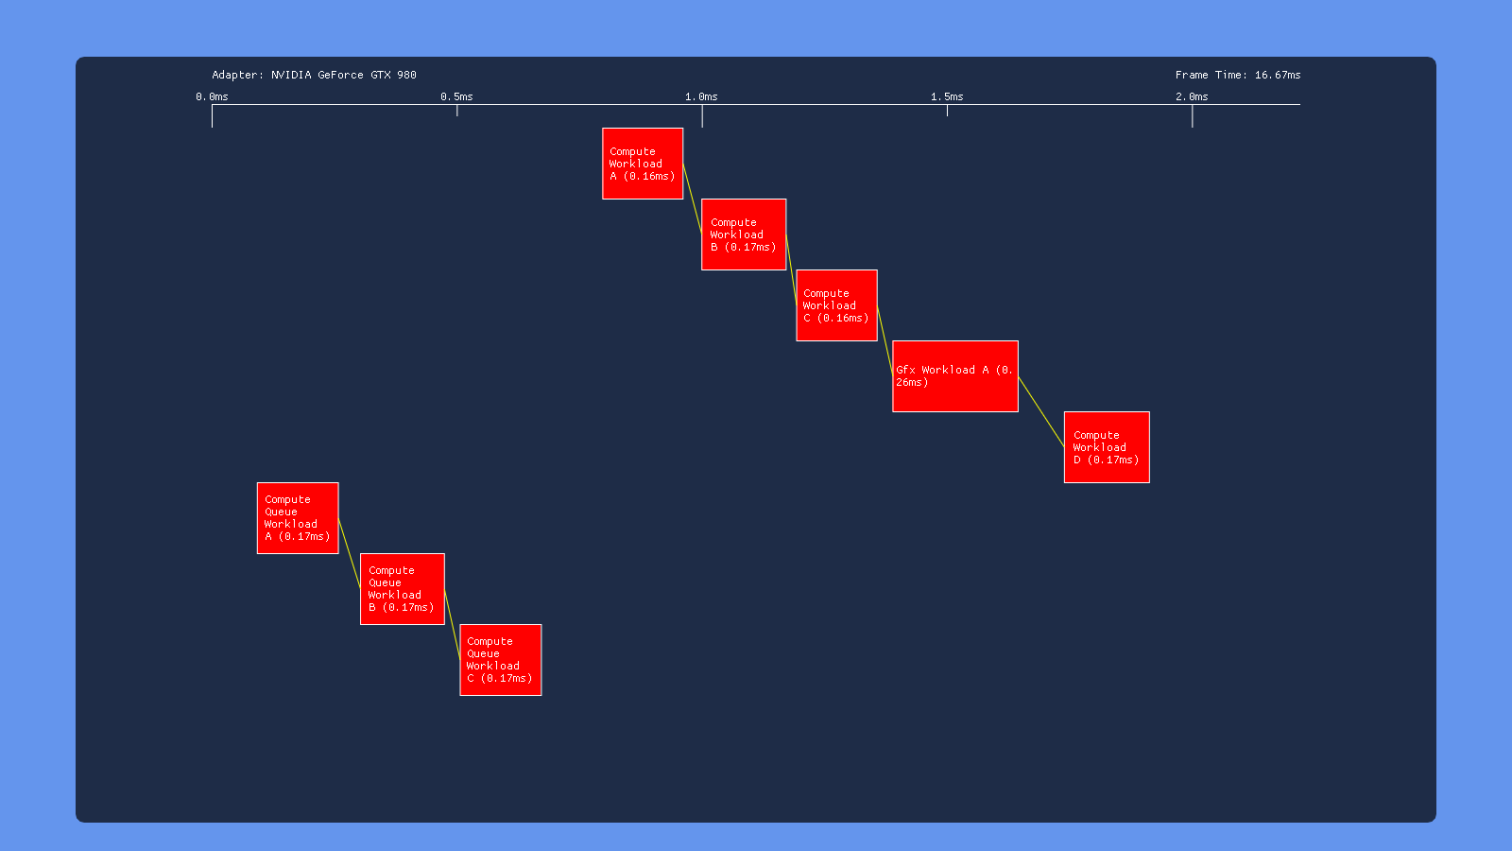 Adapter: NVIDIA GeForce GTX 980
Frame Time: 16.67ms
0.0ms
0.5ms
1.0ms
1.5ms
2.0ms
Compute
Workload
A (0.16ms)
Compute
Workload
B (0.17ms)
Compute
Workload
C (0.16ms)
Gfx Workload A (0.
26ms)
Compute
Workload
D (0.17ms)
Compute
Queue
Workload
A (0.17ms)
Compute
Queue
Workload
B (0.17ms)
Compute
Queue
Workload
C (0.17ms)